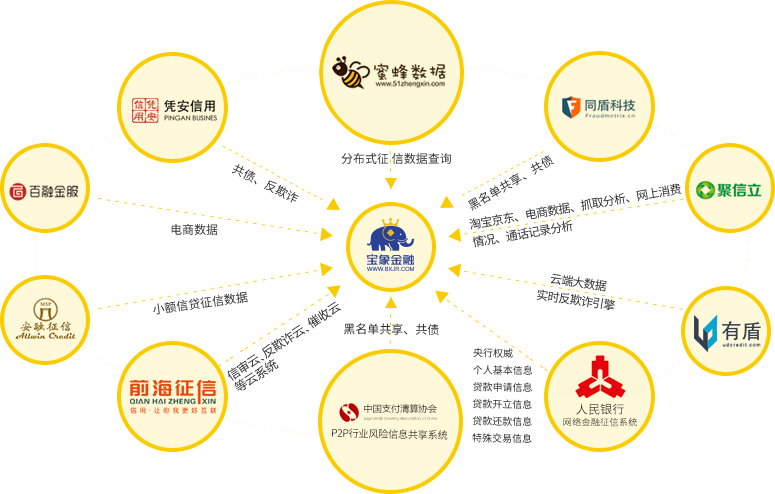 蜜蜂数据
www.51zhengxin.com
信凭
用安
凭安信用
PINGAN BUSINES
同盾科技
Fraudmetrix.cn
分布式征 信数据查询
共债、反欺诈
黑名单共享、共债
百融金服
聚信立
电商数据
淘宝京东、电商数据、抓取分析、网上消费
情况、通话记录分析
宝象金融
WWW.BXJR.COM
云端大数据
实时反欺诈引擎
小额信贷征信数据
MSP
安融征信
Allwin Credit
有盾
udcredit.com
信审云、反欺诈云、催收云
等云系统
黑名单共享、共债
央行权威
个人基本信息
贷款申请信息
贷款开立信息
贷款还款信息
特殊交易信息
前海征信
QIAN HAI ZHENG XIN
信用·让你我更好互联
中国支付清算协会
Payment & Clearing Association of China
P2P行业风险信息共享系统
人民银行
网络金融征信系统